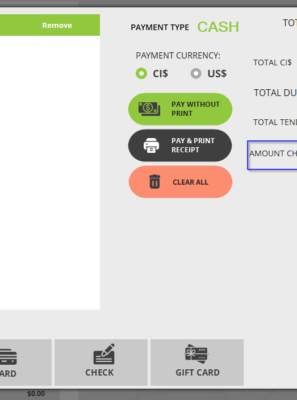 Remove
PAYMENT TYPE CASH
TO
PAYMENT CURRENCY:
CI$ US$
TOTAL CI$
TOTAL DU
TOTAL TEN
AMOUNT CH
PAY WITHOUT
PRINT
PAY & PRINT
RECEIPT
CLEAR ALL
ARD
CHECK
GIFT CARD
$0.00